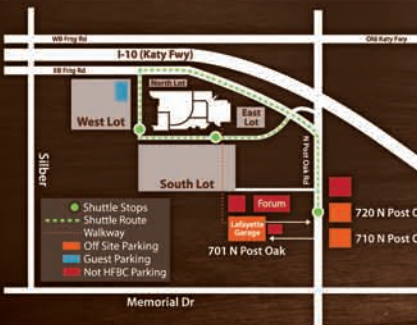 WB Frtg Rd
Old Katy Fwy
I-10 (Katy Fwy)
EB Frtg Rd
North Lot
West Lot
East
Lot
N Post Oak Rd
Silber
South Lot
Shuttle Stops
Shuttle Route
Walkway
Off Site Parking
Guest Parking
Not HFBC Parking
Forum
Lafayette
Garage
701 N Post Oak
720 N Post O
710 N Post O
Memorial Dr